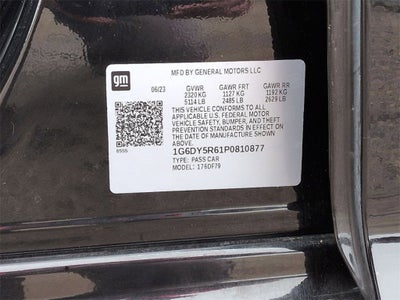 gm
MFD BY GENERAL MOTORS LLC
06/23 GVWR GAWR FRT GAWR RR
2320 KG 1127 KG 1192 KG
5114 LB 2485 LB 2629 LB
THIS VEHICLE CONFORMS TO ALL
APPLICABLE U.S. FEDERAL MOTOR
VEHICLE SAFETY, BUMPER, AND THEFT
PREVENTION STANDARDS IN EFFECT ON
THE DATE OF MANUFACTURE SHOWN
ABOVE.
1G6DY5R61P0810877
TYPE: PASS CAR
MODEL: 176DF79